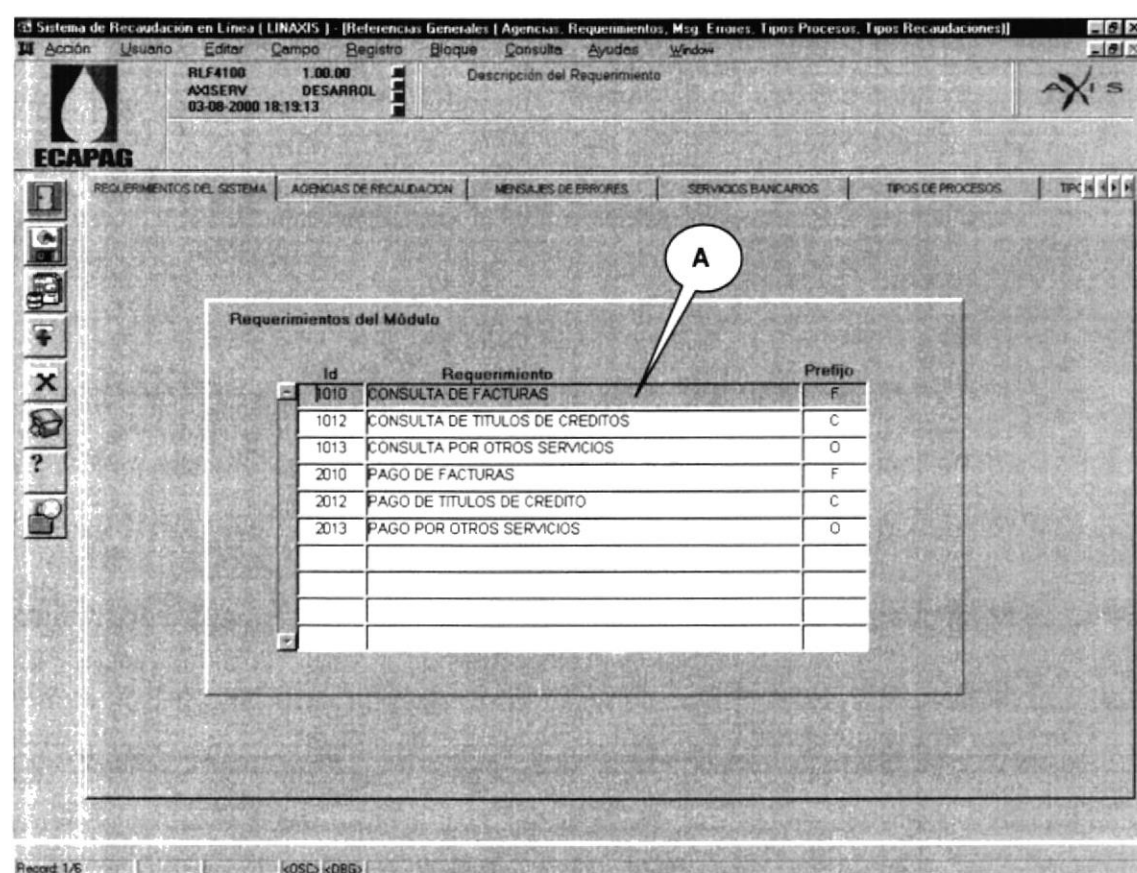 Sistema de Recaudación en Línea ( LINAXIS ) - [Referencias Generales ( Agencias, Requerimientos, Msg. Errores, Tipos Procesos, Tipos Recaudaciones)]
Acción Usuario Editar Campo Registro Bloque Consulta Ayudas Window
RLF4100 1.00.00 Descripción del Requerimiento
AXISERV DESARROL
03-08-2000 18:19:13
AXIS
ECAPAG
REQUERIMIENTOS DEL SISTEMA AGENCIAS DE RECAUDACION MENSAJES DE ERRORES SERVICIOS BANCARIOS TIPOS DE PROCESOS
A
Requerimientos del Módulo
Id Requerimiento Prefijo
1010 CONSULTA DE FACTURAS F
1012 CONSULTA DE TITULOS DE CREDITOS C
1013 CONSULTA POR OTROS SERVICIOS O
2010 PAGO DE FACTURAS F
2012 PAGO DE TITULOS DE CREDITO C
2013 PAGO POR OTROS SERVICIOS O
?
Record: 1/6 <OSC> <DBG>